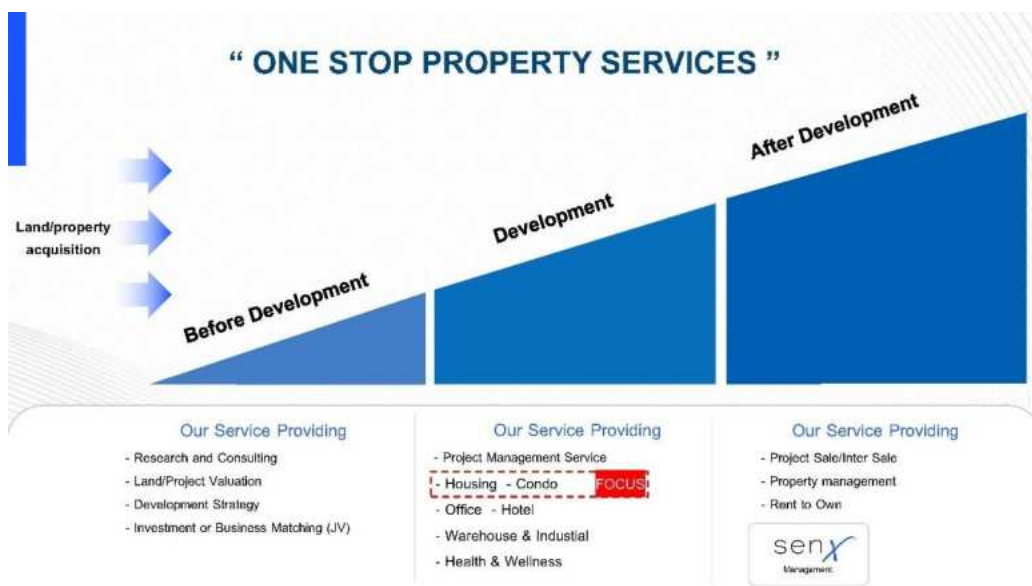 “ ONE STOP PROPERTY SERVICES ”
After Development
Development
Before Development
Land/property
acquisition
Our Service Providing
- Research and Consulting
- Land/Project Valuation
- Development Strategy
- Investment or Business Matching (JV)
Our Service Providing
- Project Management Service
- Housing - Condo FOCUS
- Office - Hotel
- Warehouse & Industial
- Health & Wellness
Our Service Providing
- Project Sale/Inter Sale
- Property management
- Rent to Own
senx
Management